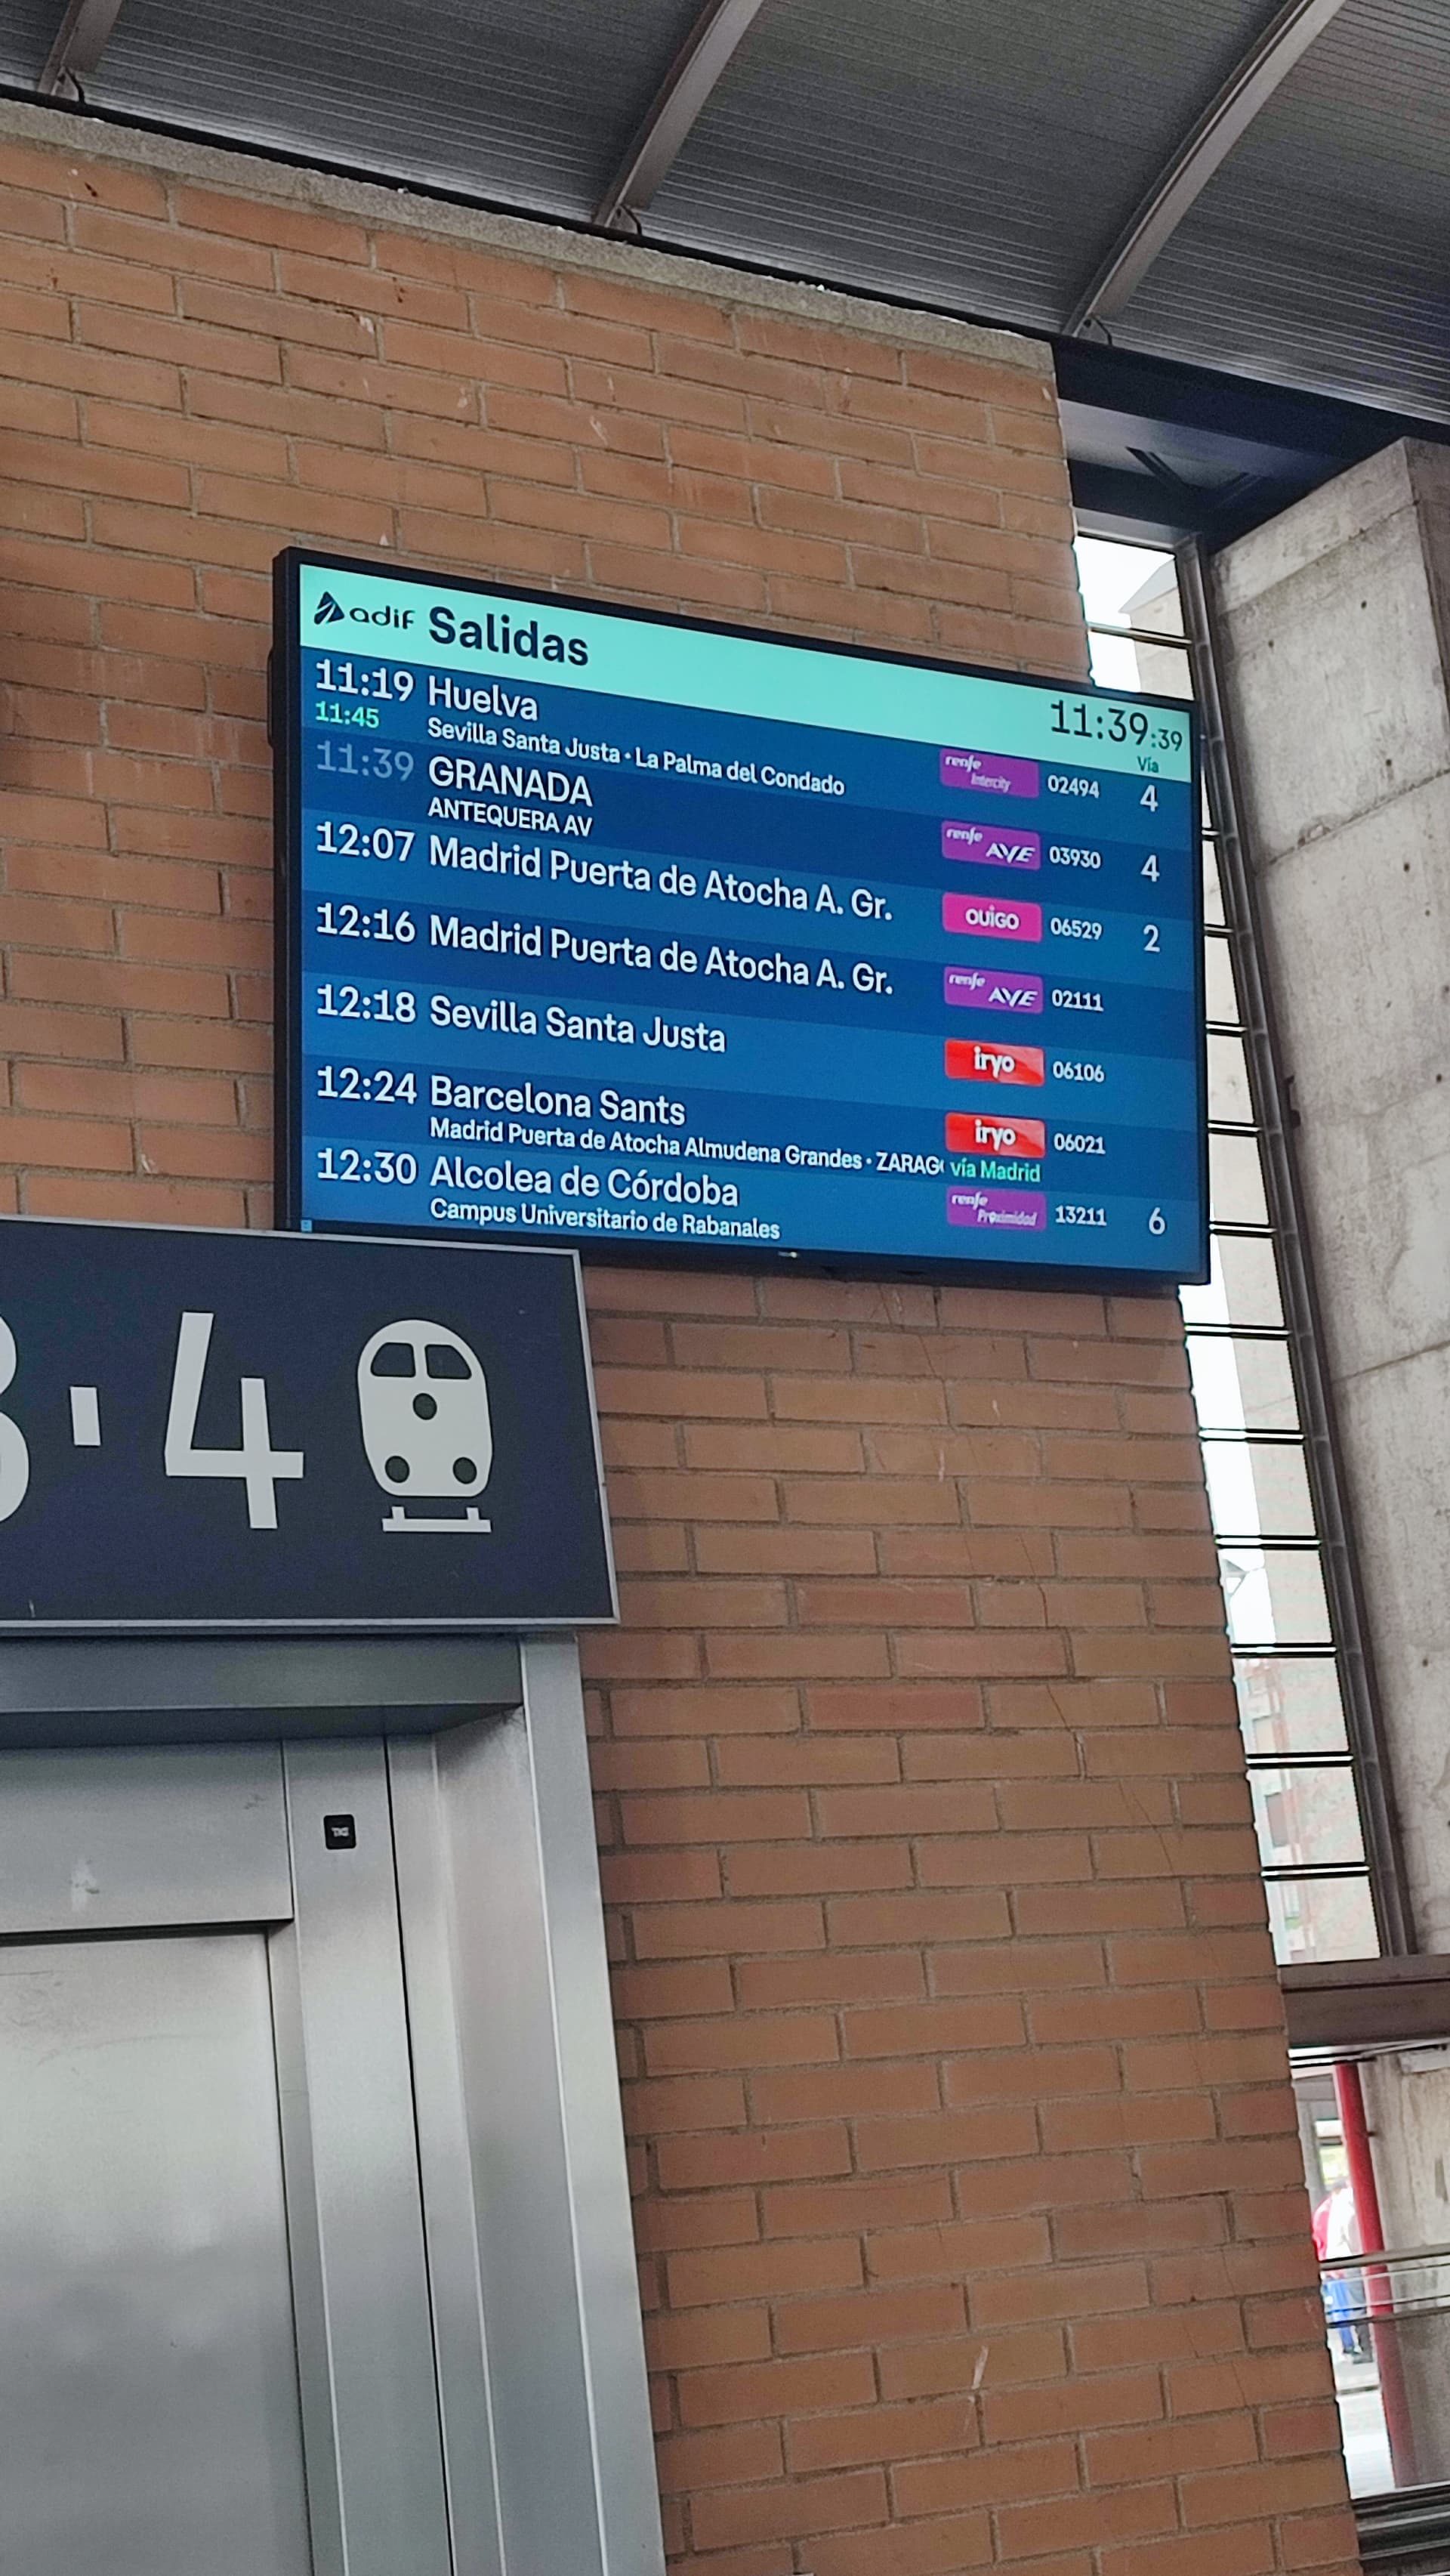 adif Salidas
11:39:39
Vía
11:19 Huelva renfe Intercity 02494 4
11:45 Sevilla Santa Justa · La Palma del Condado
11:39 GRANADA renfe AVE 03930 4
ANTEQUERA AV
12:07 Madrid Puerta de Atocha A. Gr. OUIGO 06529 2
12:16 Madrid Puerta de Atocha A. Gr. renfe AVE 02111
12:18 Sevilla Santa Justa iryo 06106
12:24 Barcelona Sants iryo 06021
Madrid Puerta de Atocha Almudena Grandes · ZARAG vía Madrid
12:30 Alcolea de Córdoba renfe Proximidad 13211 6
Campus Universitario de Rabanales
3·4